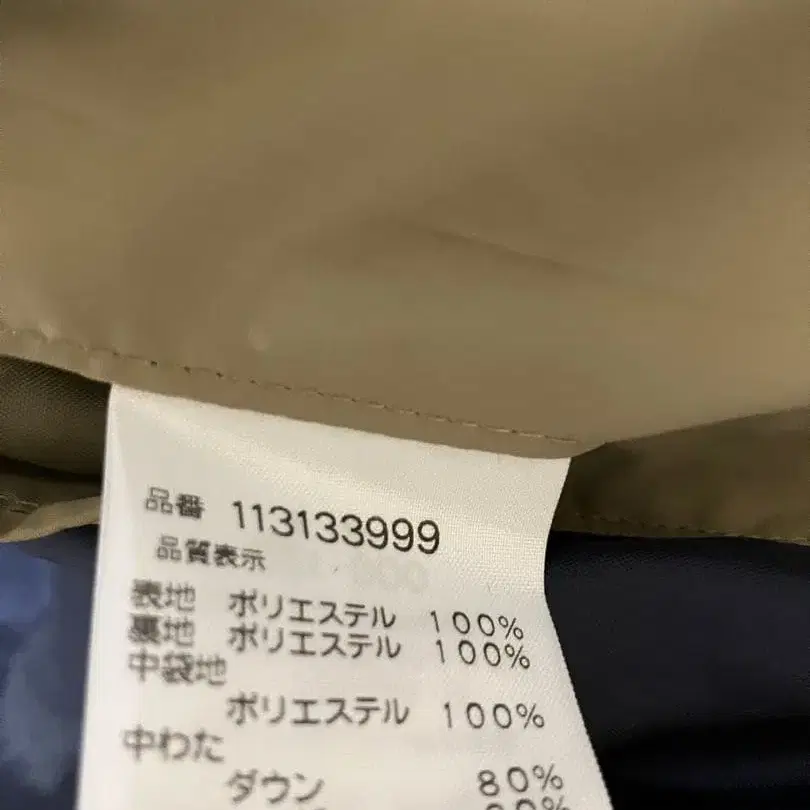 品番 113133999
品質表示
表地 ポリエステル 100%
裏地 ポリエステル 100%
中袋地
ポリエステル 100%
中わた
ダウン 80%